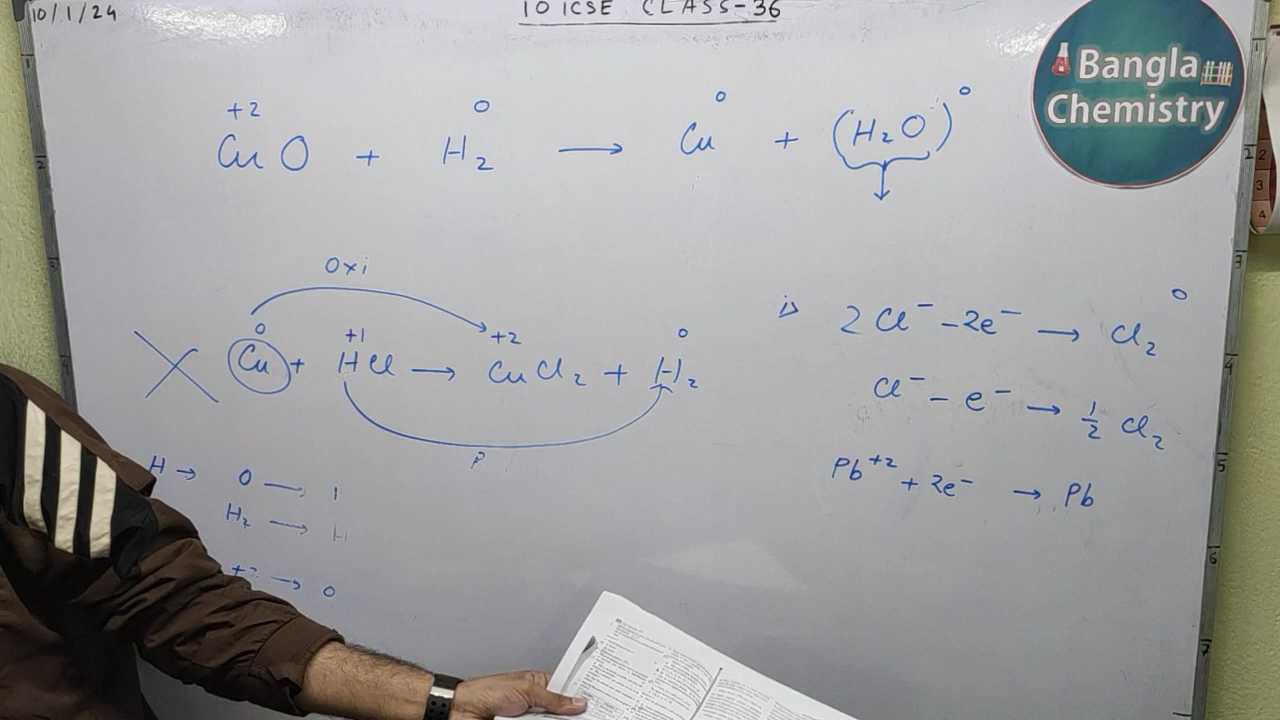 10/1/24
10 ICSE CLASS-36
Bangla
Chemistry
+2 0 0 0
CuO + H₂ ⟶ Cu + (H₂O)
Oxi
0 +1 +2 0
Cu + HCl ⟶ CuCl₂ + H₂
H → 0 ⟶ 1
H₂ ⟶ H
+2 → 0
0
i) 2Cl⁻ - 2e⁻ ⟶ Cl₂
Cl⁻ - e⁻ ⟶ ½ Cl₂
Pb⁺² + 2e⁻ → Pb